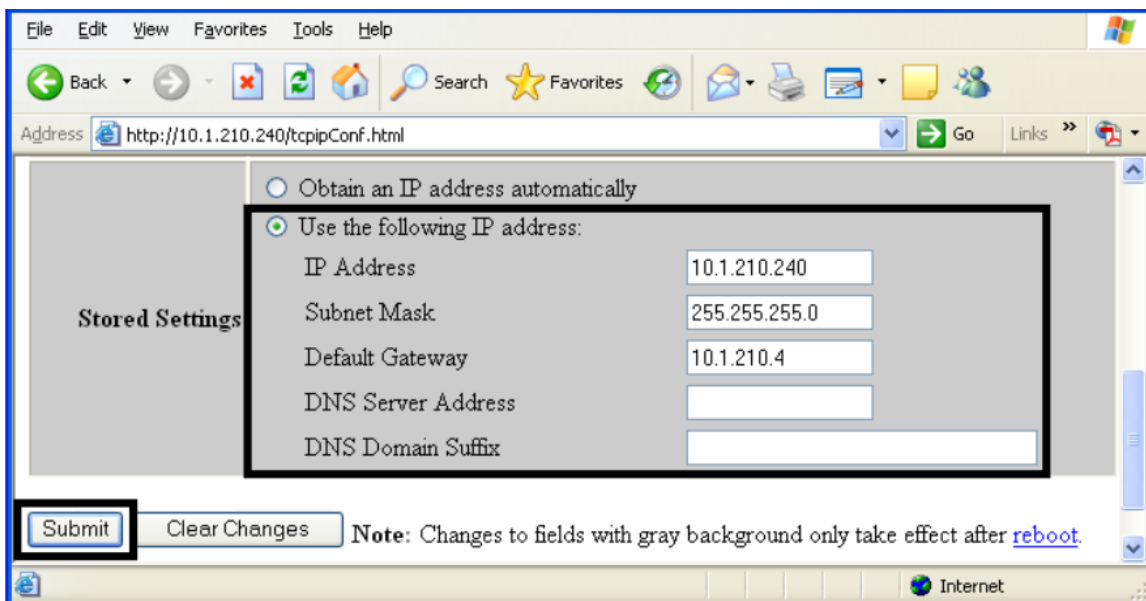 File Edit View Favorites Tools Help
Back Search Favorites
Address http://10.1.210.240/tcpipConf.html Go Links »
Obtain an IP address automatically
Use the following IP address:
IP Address 10.1.210.240
Stored Settings Subnet Mask 255.255.255.0
Default Gateway 10.1.210.4
DNS Server Address
DNS Domain Suffix
Submit Clear Changes Note: Changes to fields with gray background only take effect after reboot.
Internet